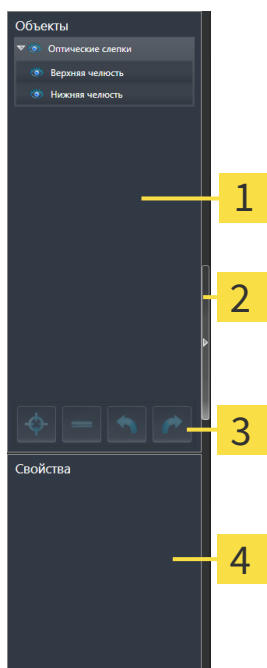 Объекты
Оптические слепки
Верхняя челюсть
Нижняя челюсть
1
2
3
Свойства
4